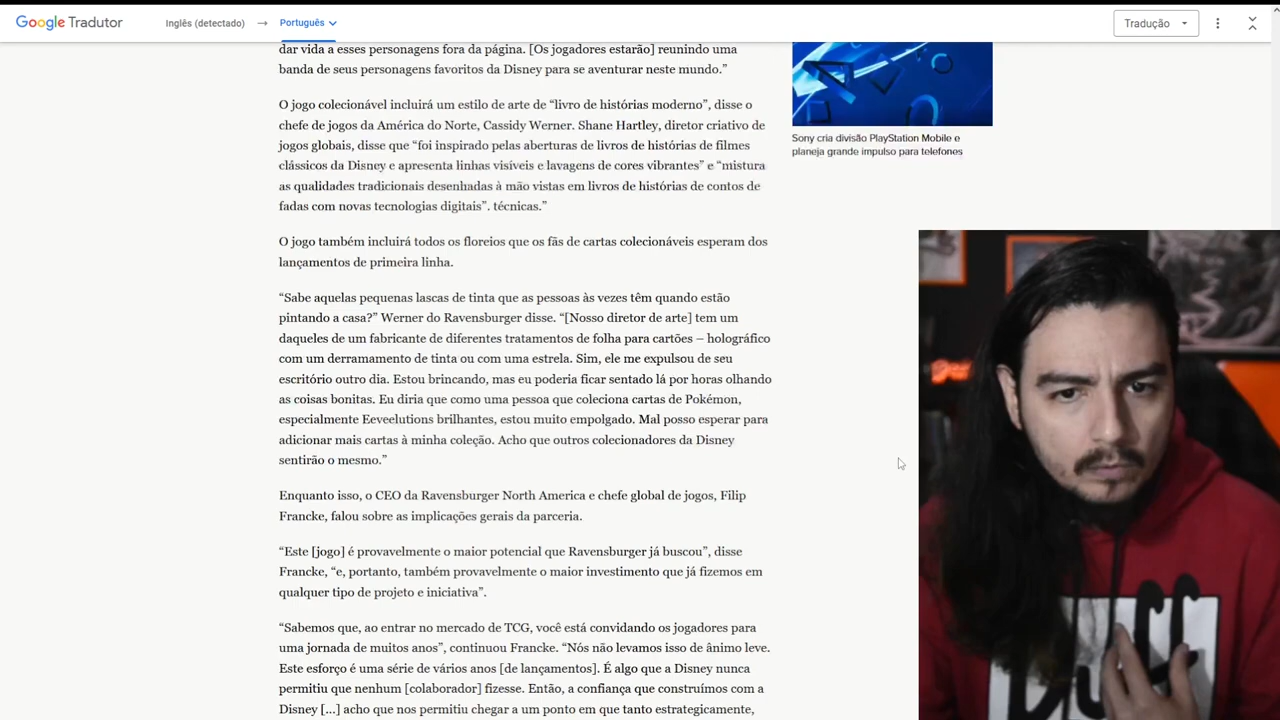 Google Tradutor
Inglês (detectado) → Português
Tradução
dar vida a esses personagens fora da página. [Os jogadores estarão] reunindo uma
banda de seus personagens favoritos da Disney para se aventurar neste mundo.”
O jogo colecionável incluirá um estilo de arte de “livro de histórias moderno”, disse o
chefe de jogos da América do Norte, Cassidy Werner. Shane Hartley, diretor criativo de
jogos globais, disse que “foi inspirado pelas aberturas de livros de histórias de filmes
clássicos da Disney e apresenta linhas visíveis e lavagens de cores vibrantes” e “mistura
as qualidades tradicionais desenhadas à mão vistas em livros de histórias de contos de
fadas com novas tecnologias digitais”. técnicas.”
O jogo também incluirá todos os floreios que os fãs de cartas colecionáveis esperam dos
lançamentos de primeira linha.
“Sabe aquelas pequenas lascas de tinta que as pessoas às vezes têm quando estão
pintando a casa?” Werner do Ravensburger disse. “[Nosso diretor de arte] tem um
daqueles de um fabricante de diferentes tratamentos de folha para cartões – holográfico
com um derramamento de tinta ou com uma estrela. Sim, ele me expulsou de seu
escritório outro dia. Estou brincando, mas eu poderia ficar sentado lá por horas olhando
as coisas bonitas. Eu diria que como uma pessoa que coleciona cartas de Pokémon,
especialmente Eeveelutions brilhantes, estou muito empolgado. Mal posso esperar para
adicionar mais cartas à minha coleção. Acho que outros colecionadores da Disney
sentirão o mesmo.”
Enquanto isso, o CEO da Ravensburger North America e chefe global de jogos, Filip
Francke, falou sobre as implicações gerais da parceria.
“Este [jogo] é provavelmente o maior potencial que Ravensburger já buscou”, disse
Francke, “e, portanto, também provavelmente o maior investimento que já fizemos em
qualquer tipo de projeto e iniciativa”.
“Sabemos que, ao entrar no mercado de TCG, você está convidando os jogadores para
uma jornada de muitos anos”, continuou Francke. “Nós não levamos isso de ânimo leve.
Este esforço é uma série de vários anos [de lançamentos]. É algo que a Disney nunca
permitiu que nenhum [colaborador] fizesse. Então, a confiança que construímos com a
Disney [...] acho que nos permitiu chegar a um ponto em que tanto estrategicamente,
Sony cria divisão PlayStation Mobile e
planeja grande impulso para telefones